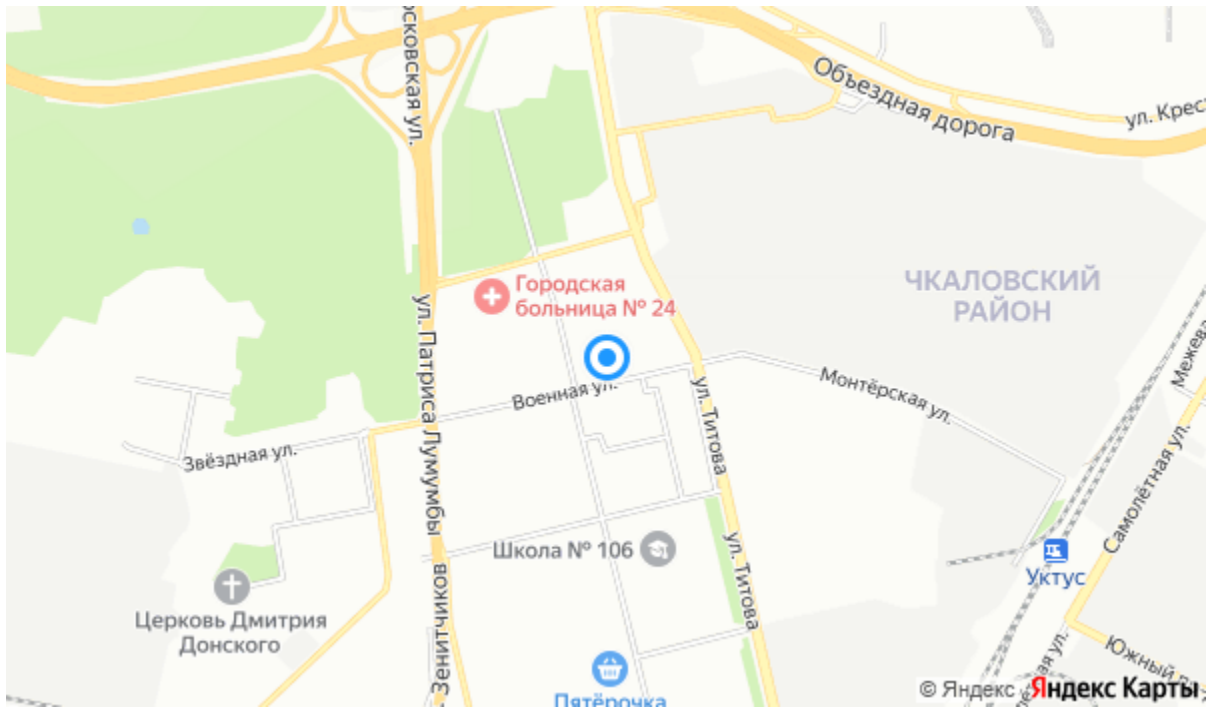 сковская ул.
Объездная дорога
ул. Крес
Городская
больница № 24
ЧКАЛОВСКИЙ
РАЙОН
Межева
ул. Патриса Лумумбы
Военная ул.
ул. Титова
Монтёрская ул.
Звёздная ул.
Самолётная ул.
Школа № 106
ул. Титова
Уктус
Церковь Дмитрия
Донского
Зенитчиков
Пятёрочка
Южный п
© Яндекс Яндекс Карты